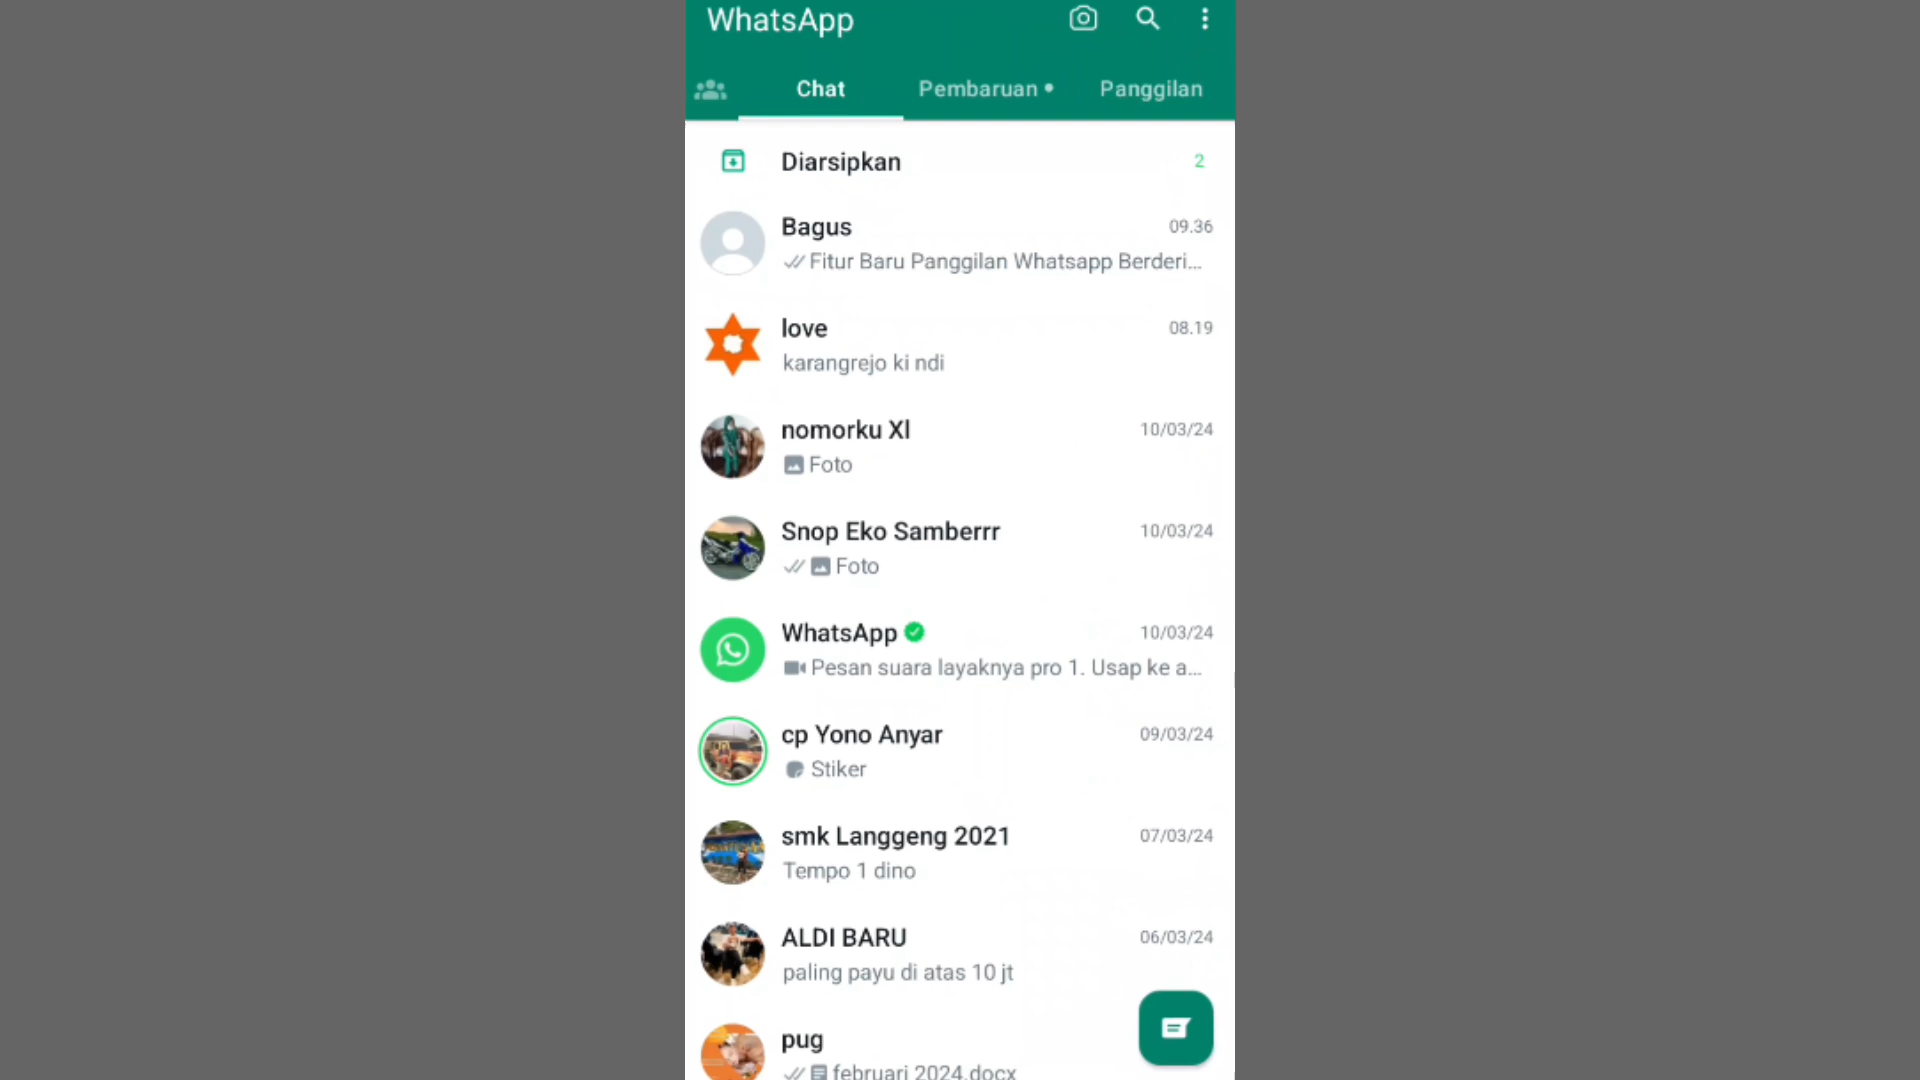 WhatsApp
Chat
Pembaruan
Panggilan
Diarsipkan
2
Bagus
09.36
Fitur Baru Panggilan Whatsapp Berderi...
love
08.19
karangrejo ki ndi
nomorku Xl
10/03/24
Foto
Snop Eko Samberrr
10/03/24
Foto
WhatsApp
10/03/24
Pesan suara layaknya pro 1. Usap ke a...
cp Yono Anyar
09/03/24
Stiker
smk Langgeng 2021
07/03/24
Tempo 1 dino
ALDI BARU
06/03/24
paling payu di atas 10 jt
pug
februari 2024.docx